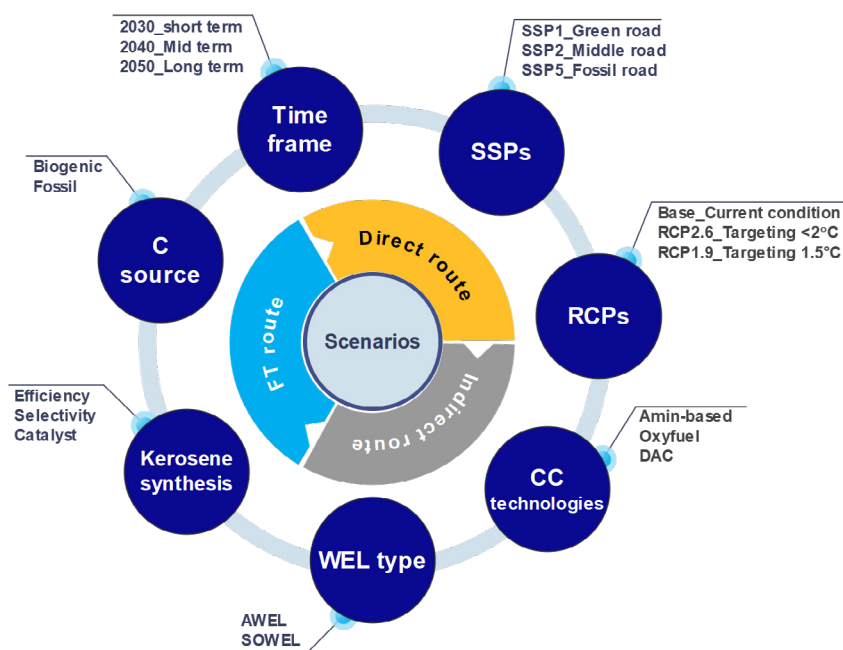 2030_short term
2040_Mid term
2050_Long term
SSP1_Green road
SSP2_Middle road
SSP5_Fossil road
Time
frame
SSPs
Biogenic
Fossil
Base_Current condition
RCP2.6_Targeting <2°C
RCP1.9_Targeting 1.5°C
C
source
Direct route
RCPs
FT route
Scenarios
Indirect route
Efficiency
Selectivity
Catalyst
Amin-based
Oxyfuel
DAC
Kerosene
synthesis
CC
technologies
WEL type
AWEL
SOWEL